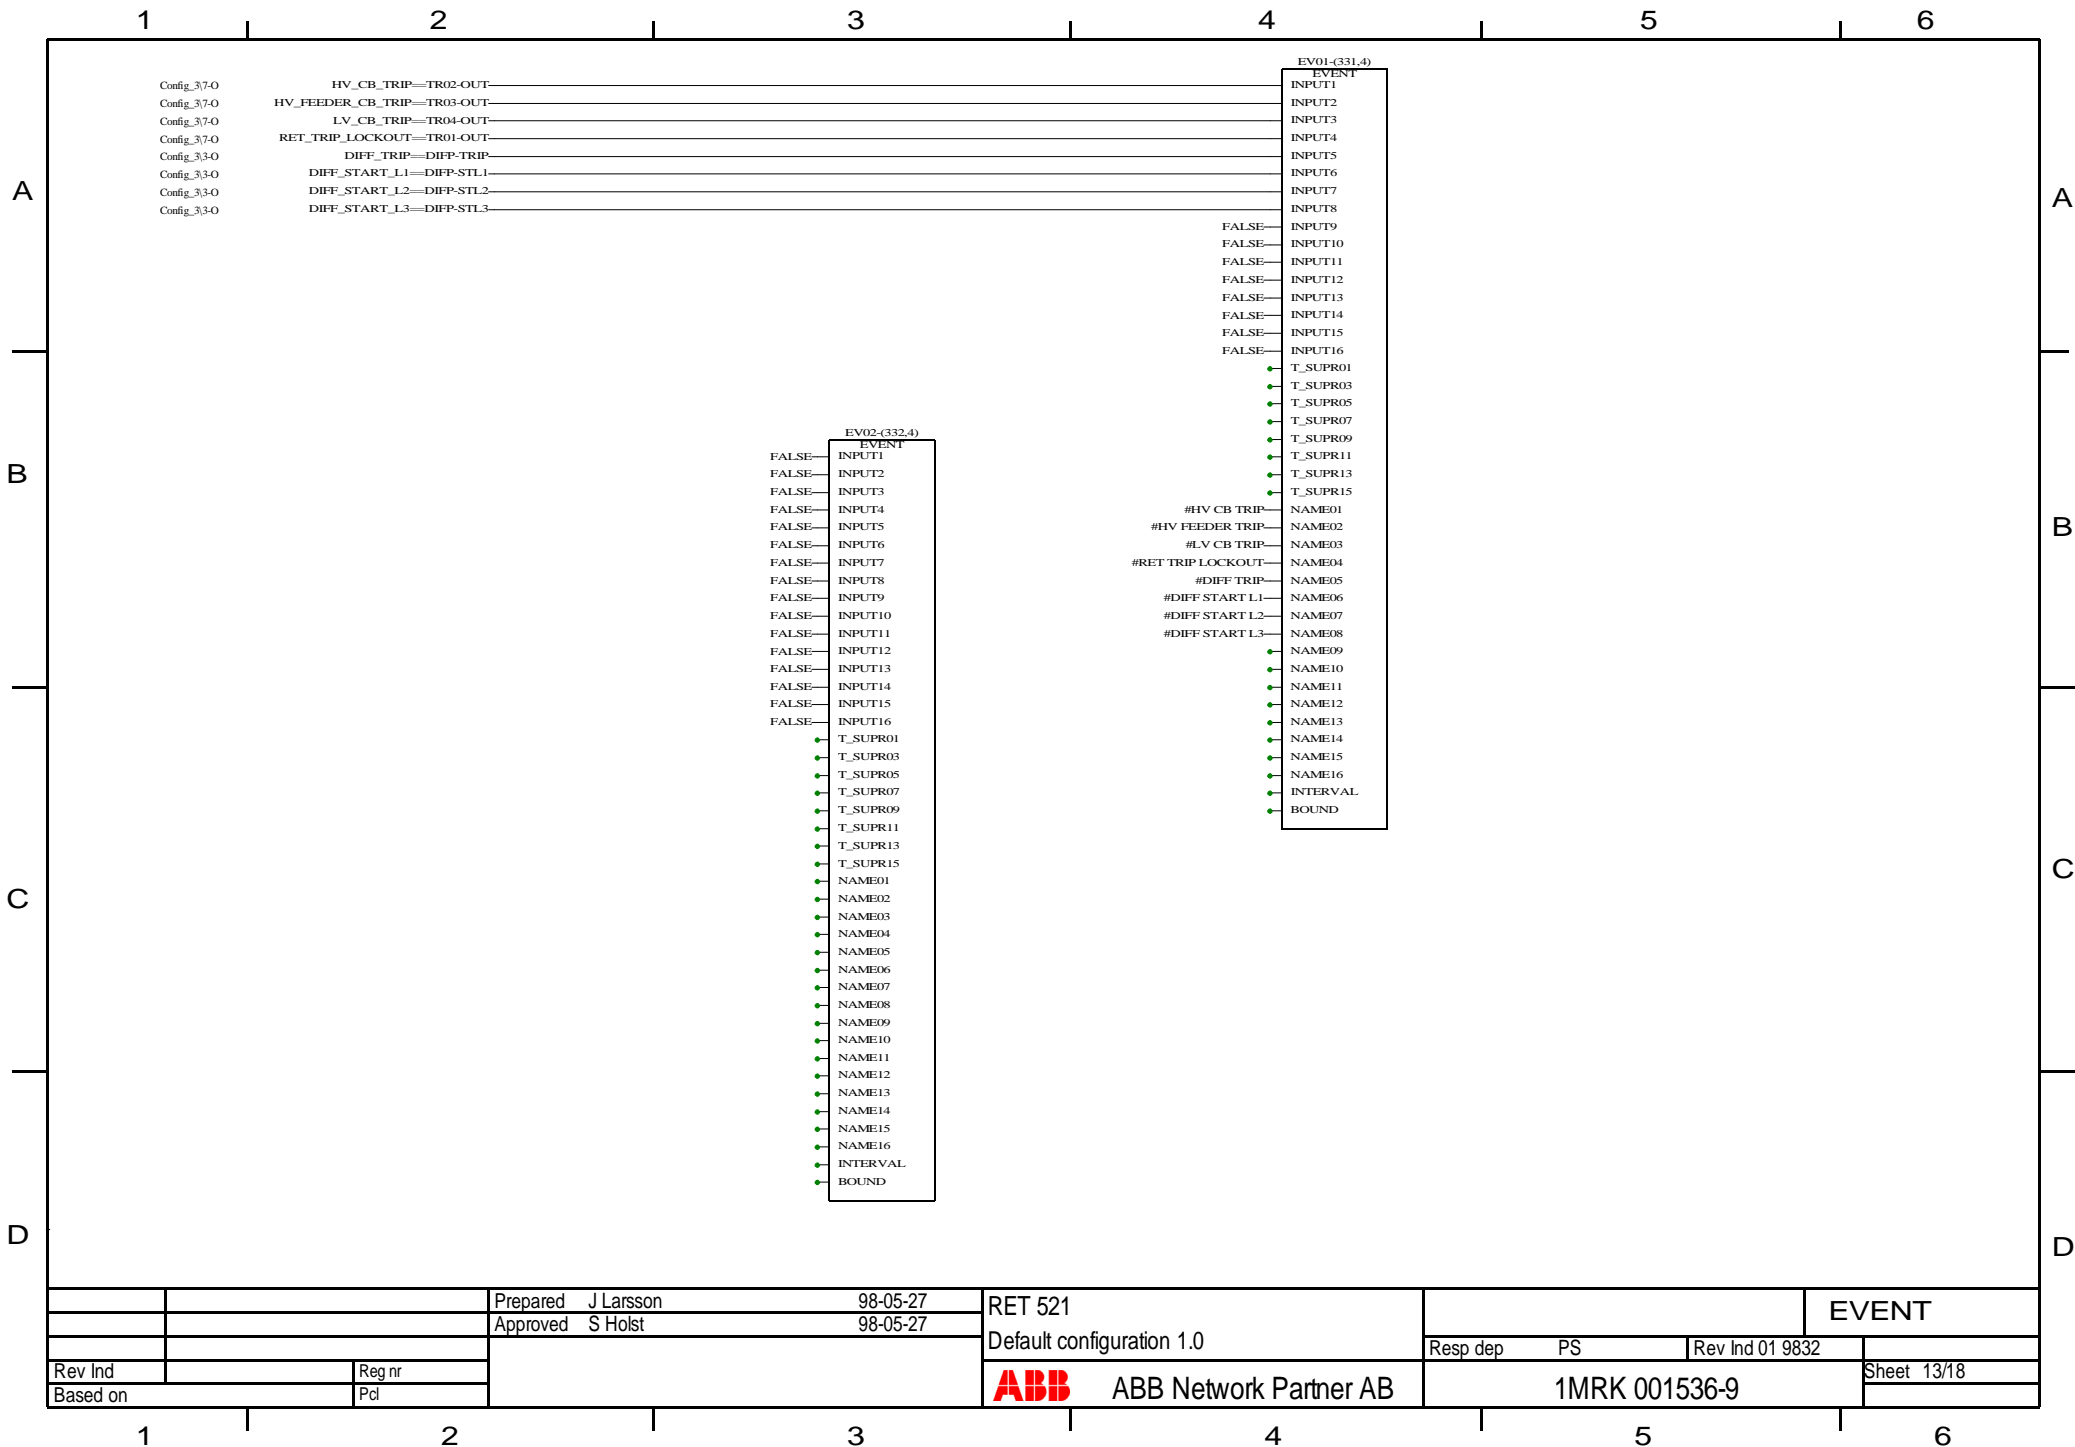 1 2 3 4 5 6
EV01-(331,4)
EVENT
Config_3\7-O HV_CB_TRIP==TR02-OUT INPUT1
Config_3\7-O HV_FEEDER_CB_TRIP==TR03-OUT INPUT2
Config_3\7-O LV_CB_TRIP==TR04-OUT INPUT3
Config_3\7-O RET_TRIP_LOCKOUT==TR01-OUT INPUT4
Config_3\3-O DIFF_TRIP==DIFP-TRIP INPUT5
Config_3\3-O DIFF_START_L1==DIFP-STL1 INPUT6
A Config_3\3-O DIFF_START_L2==DIFP-STL2 INPUT7 A
Config_3\3-O DIFF_START_L3==DIFP-STL3 INPUT8
FALSE INPUT9
FALSE INPUT10
FALSE INPUT11
FALSE INPUT12
FALSE INPUT13
FALSE INPUT14
FALSE INPUT15
FALSE INPUT16
T_SUPR01
T_SUPR03
T_SUPR05
T_SUPR07
T_SUPR09
T_SUPR11
T_SUPR13
T_SUPR15
#HV CB TRIP NAME01
#HV FEEDER TRIP NAME02
#LV CB TRIP NAME03
#RET TRIP LOCKOUT NAME04
#DIFF TRIP NAME05
#DIFF START L1 NAME06
#DIFF START L2 NAME07
#DIFF START L3 NAME08
NAME09
NAME10
NAME11
NAME12
NAME13
NAME14
NAME15
NAME16
INTERVAL
BOUND
EV02-(332,4)
EVENT
FALSE INPUT1
B FALSE INPUT2 B
FALSE INPUT3
FALSE INPUT4
FALSE INPUT5
FALSE INPUT6
FALSE INPUT7
FALSE INPUT8
FALSE INPUT9
FALSE INPUT10
FALSE INPUT11
FALSE INPUT12
FALSE INPUT13
FALSE INPUT14
FALSE INPUT15
FALSE INPUT16
T_SUPR01
T_SUPR03
T_SUPR05
T_SUPR07
T_SUPR09
T_SUPR11
T_SUPR13
T_SUPR15
NAME01
C NAME02 C
NAME03
NAME04
NAME05
NAME06
NAME07
NAME08
NAME09
NAME10
NAME11
NAME12
NAME13
NAME14
NAME15
NAME16
INTERVAL
BOUND
D D
Prepared J Larsson 98-05-27
Approved S Holst 98-05-27
Rev Ind Reg nr
Based on Pcl
RET 521
Default configuration 1.0
ABB ABB Network Partner AB
EVENT
Resp dep PS Rev Ind 01 9832
1MRK 001536-9
Sheet 13/18
1 2 3 4 5 6